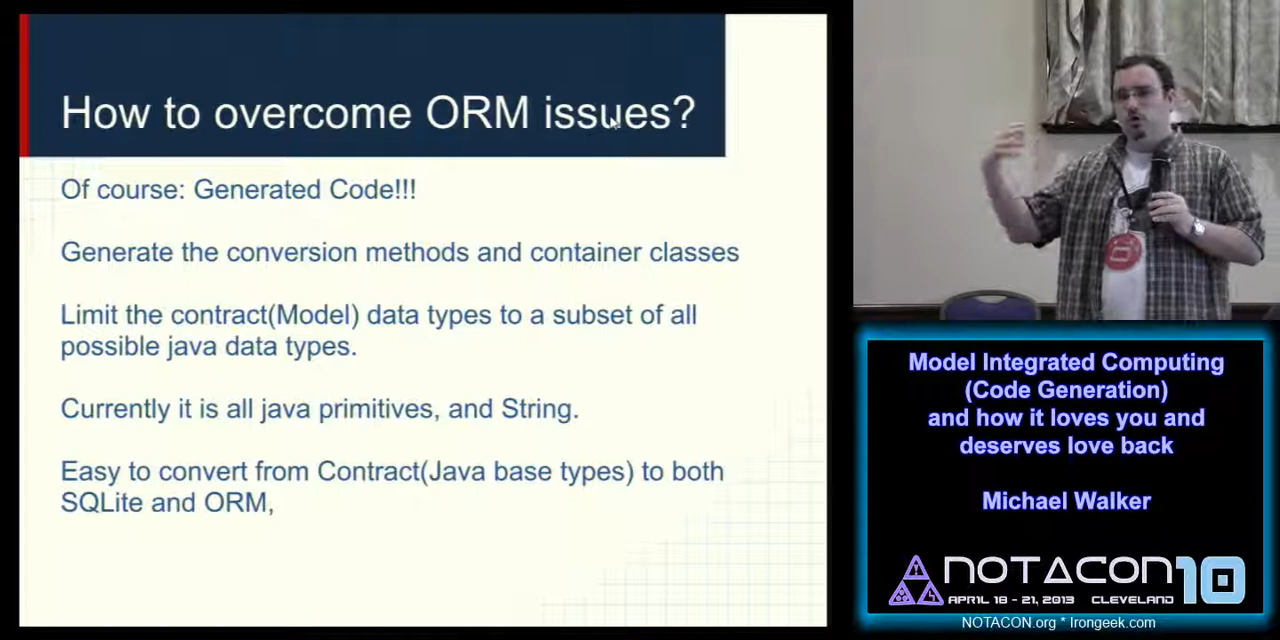 How to overcome ORM issues?
Of course: Generated Code!!!
Generate the conversion methods and container classes
Limit the contract(Model) data types to a subset of all
possible java data types.
Currently it is all java primitives, and String.
Easy to convert from Contract(Java base types) to both
SQLite and ORM,
Model Integrated Computing
(Code Generation)
and how it loves you and
deserves love back
Michael Walker
NOTACON 10
APRIL 18 - 21, 2013 CLEVELAND
NOTACON.org * Irongeek.com